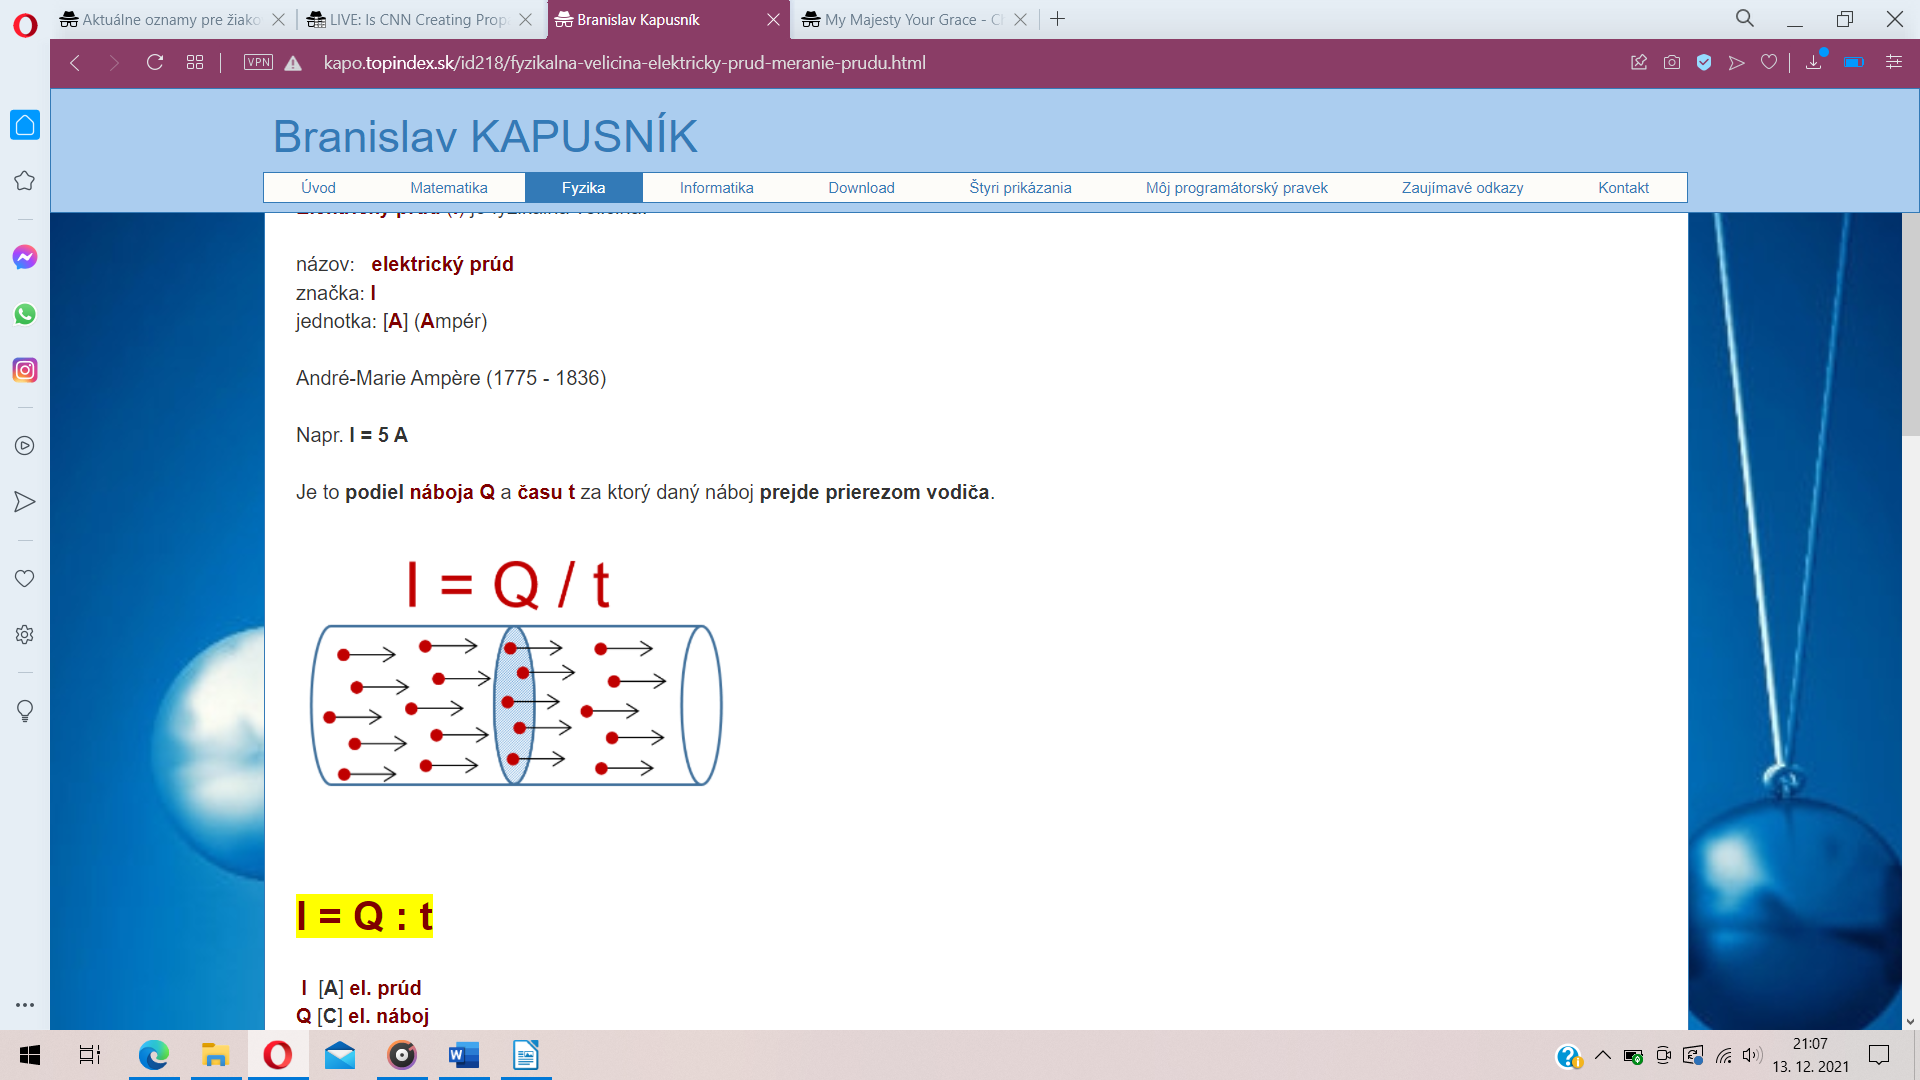 Aktuálne oznamy pre žiako
LIVE: Is CNN Creating Prop
Branislav Kapusník
My Majesty Your Grace - C
VPN
kapo.topindex.sk/id218/fyzikalna-velicina-elektricky-prud-meranie-prudu.html
Branislav KAPUSNÍK
Úvod Matematika Fyzika Informatika Download Štyri prikázania Môj programátorský pravek Zaujímavé odkazy Kontakt
názov: elektrický prúd
značka: I
jednotka: [A] (Ampér)
André-Marie Ampère (1775 - 1836)
Napr. I = 5 A
Je to podiel náboja Q a času t za ktorý daný náboj prejde prierezom vodiča.
I = Q / t
I = Q : t
I [A] el. prúd
Q [C] el. náboj
21:07
13. 12. 2021